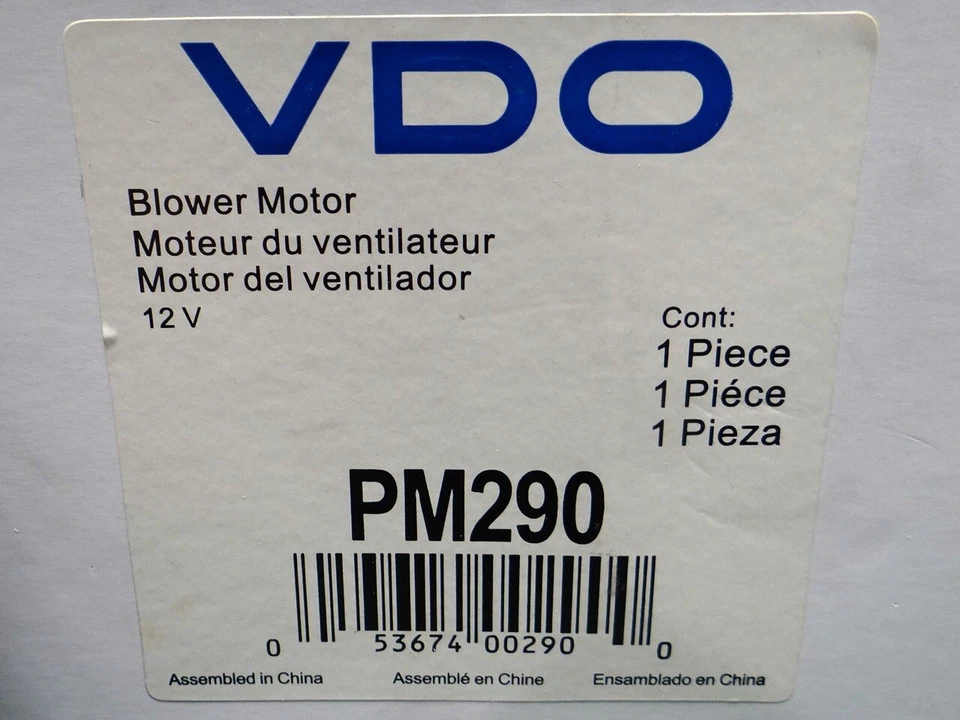 VDO
Blower Motor
Moteur du ventilateur
Motor del ventilador
12 V
Cont:
1 Piece
1 Piéce
1 Pieza
PM290
0 53674 00290 0
Assembled in China Assemblé en Chine Ensamblado en China